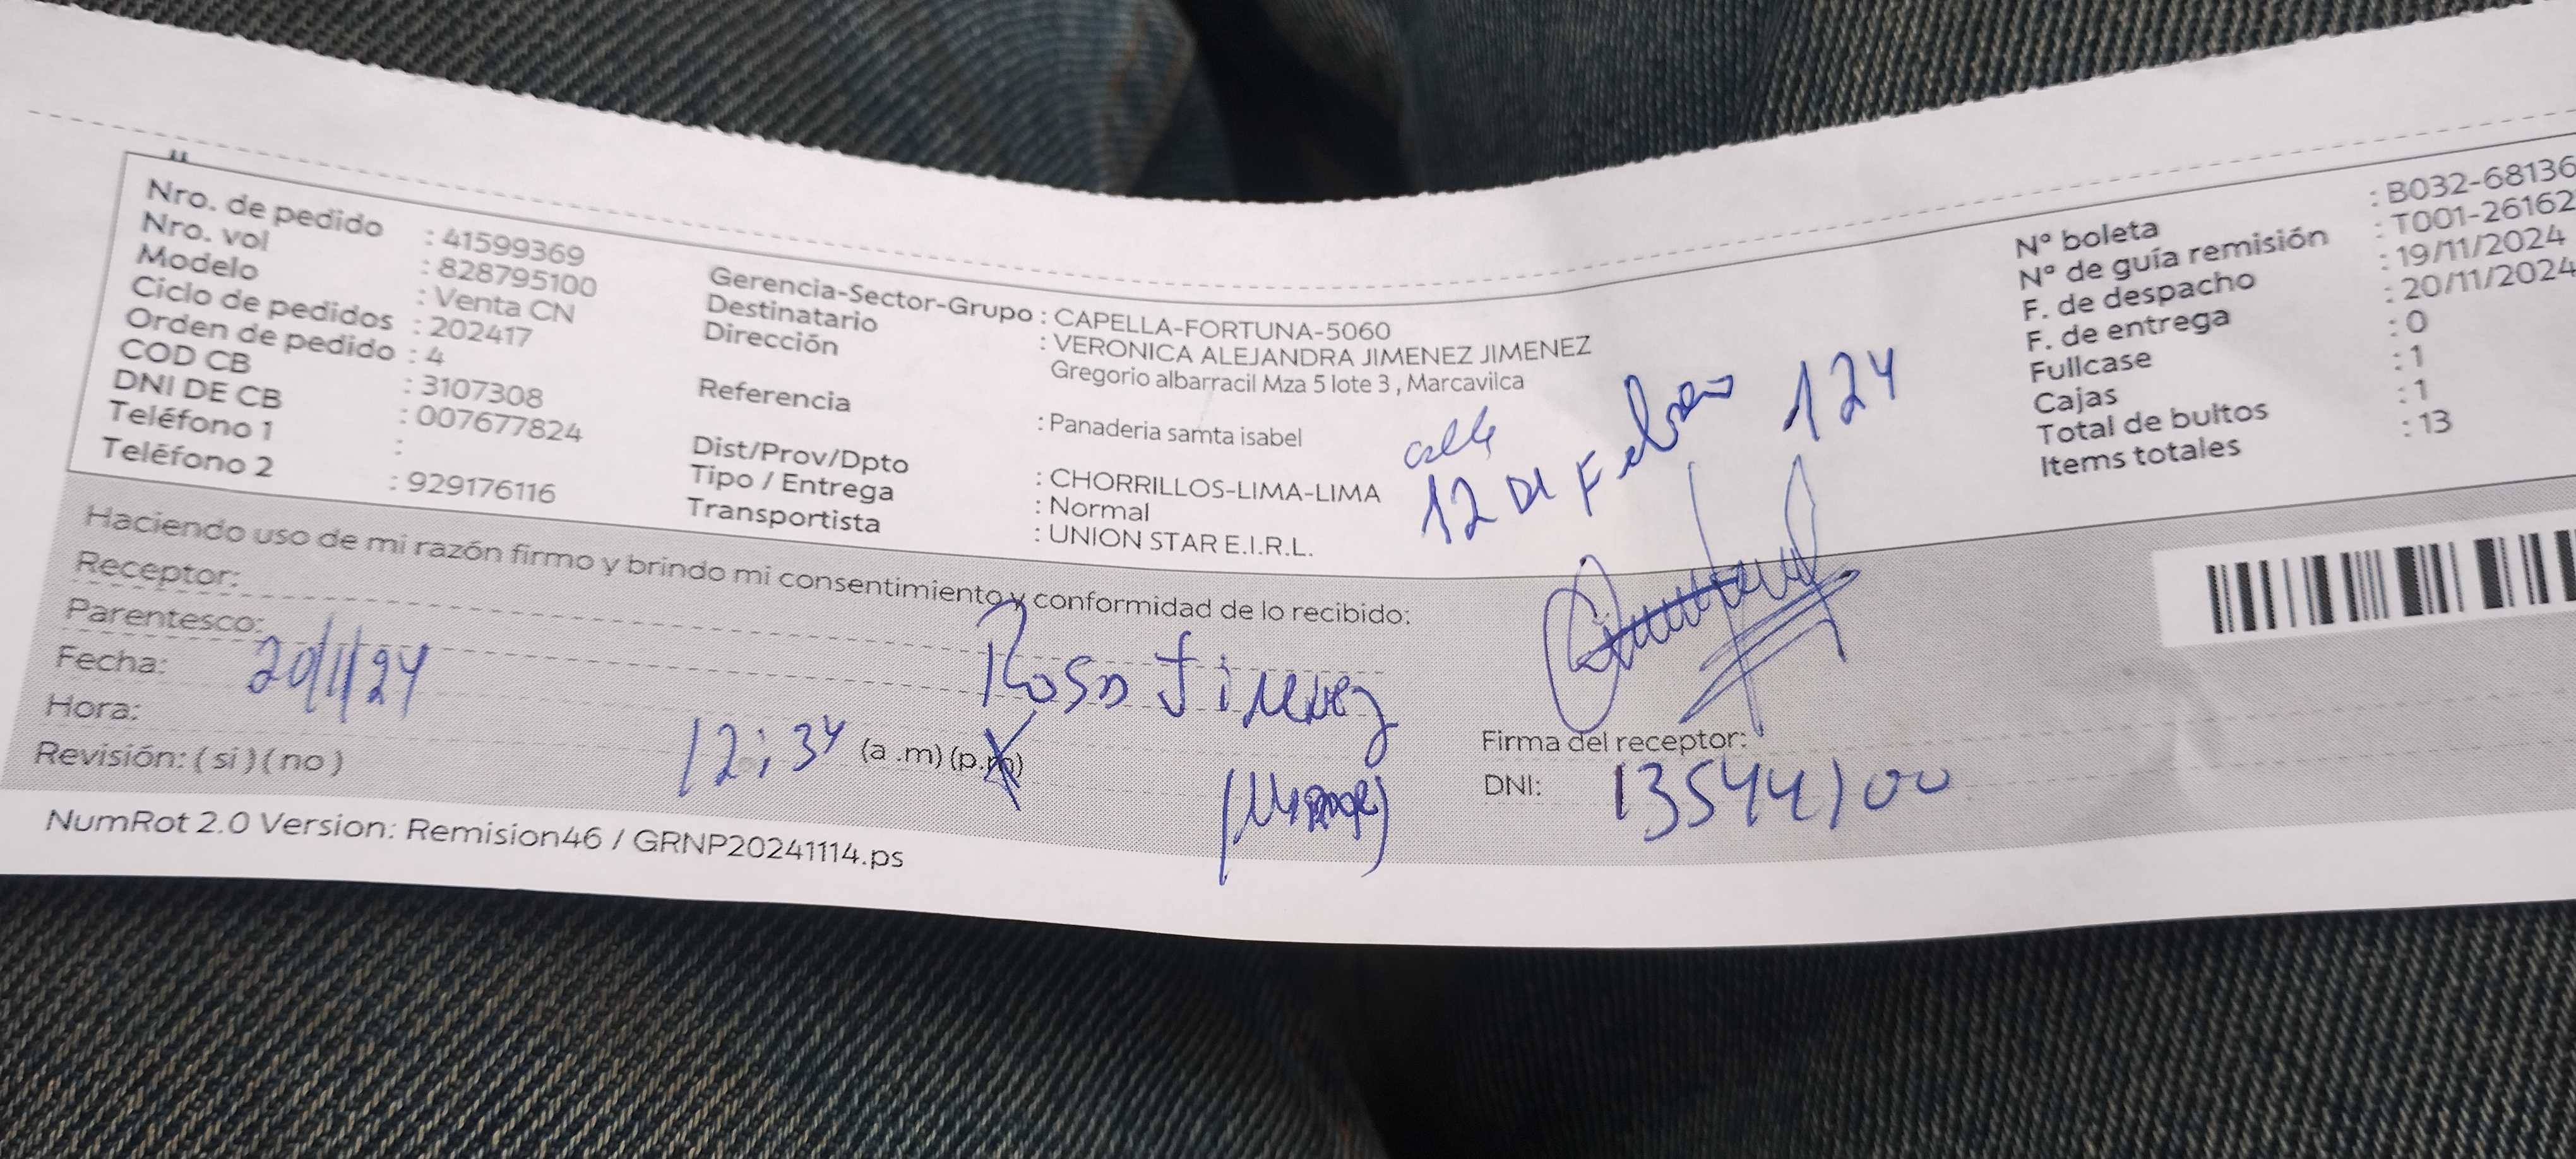 Nro. de pedido : 41599369
Nro. vol : 828795100
Modelo : Venta CN
Ciclo de pedidos : 202417
Orden de pedido : 4
COD CB : 3107308
DNI DE CB : 007677824
Teléfono 1 :
Teléfono 2 : 929176116
Gerencia-Sector-Grupo : CAPELLA-FORTUNA-5060
Destinatario : VERONICA ALEJANDRA JIMENEZ JIMENEZ
Dirección Gregorio albarracil Mza 5 lote 3 , Marcavilca
Referencia : Panaderia samta isabel
Dist/Prov/Dpto : CHORRILLOS-LIMA-LIMA
Tipo / Entrega : Normal
Transportista : UNION STAR E.I.R.L.
calle
12 De Febrero 124
N° boleta : B032-68136
N° de guía remisión : T001-26162
F. de despacho : 19/11/2024
F. de entrega : 20/11/2024
Fullcase : 0
Cajas : 1
Total de bultos : 1
Items totales : 13
Haciendo uso de mi razón firmo y brindo mi consentimiento y conformidad de lo recibido:
Receptor: Rosa Jimenez
Parentesco:
Fecha: 20/11/24
Hora: 12:34 (a .m) (p.m)
Revisión: ( si ) ( no )
Firma del receptor:
DNI: 13544100
NumRot 2.0 Version: Remision46 / GRNP20241114.ps